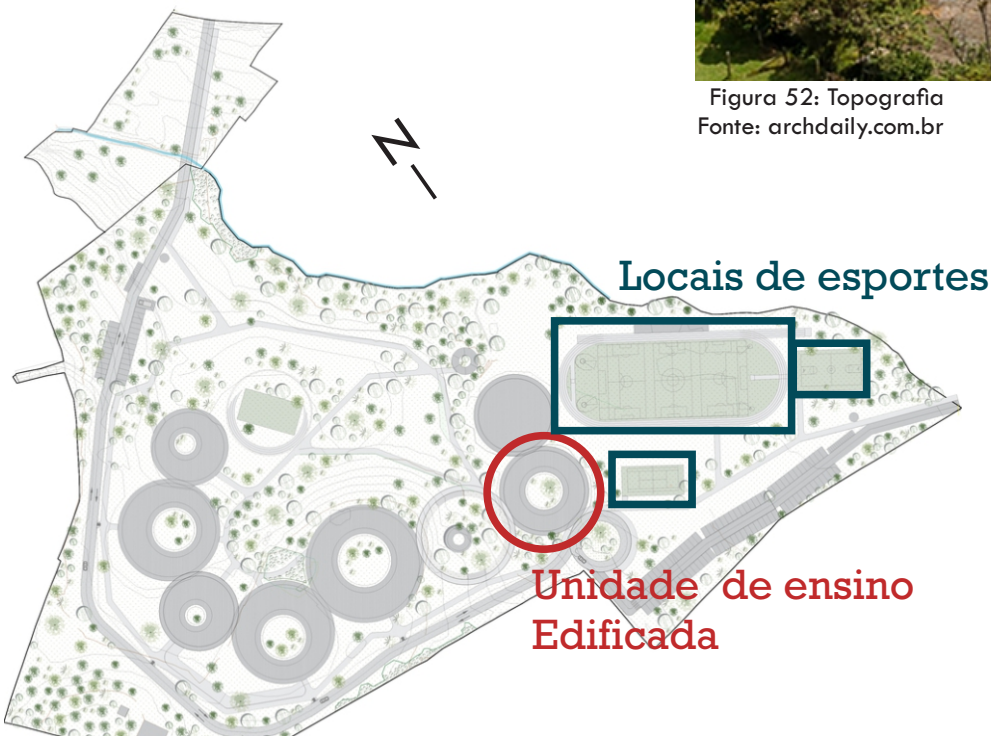 Figura 52: Topografia
Fonte: archdaily.com.br
N
Locais de esportes
Unidade de ensino
Edificada